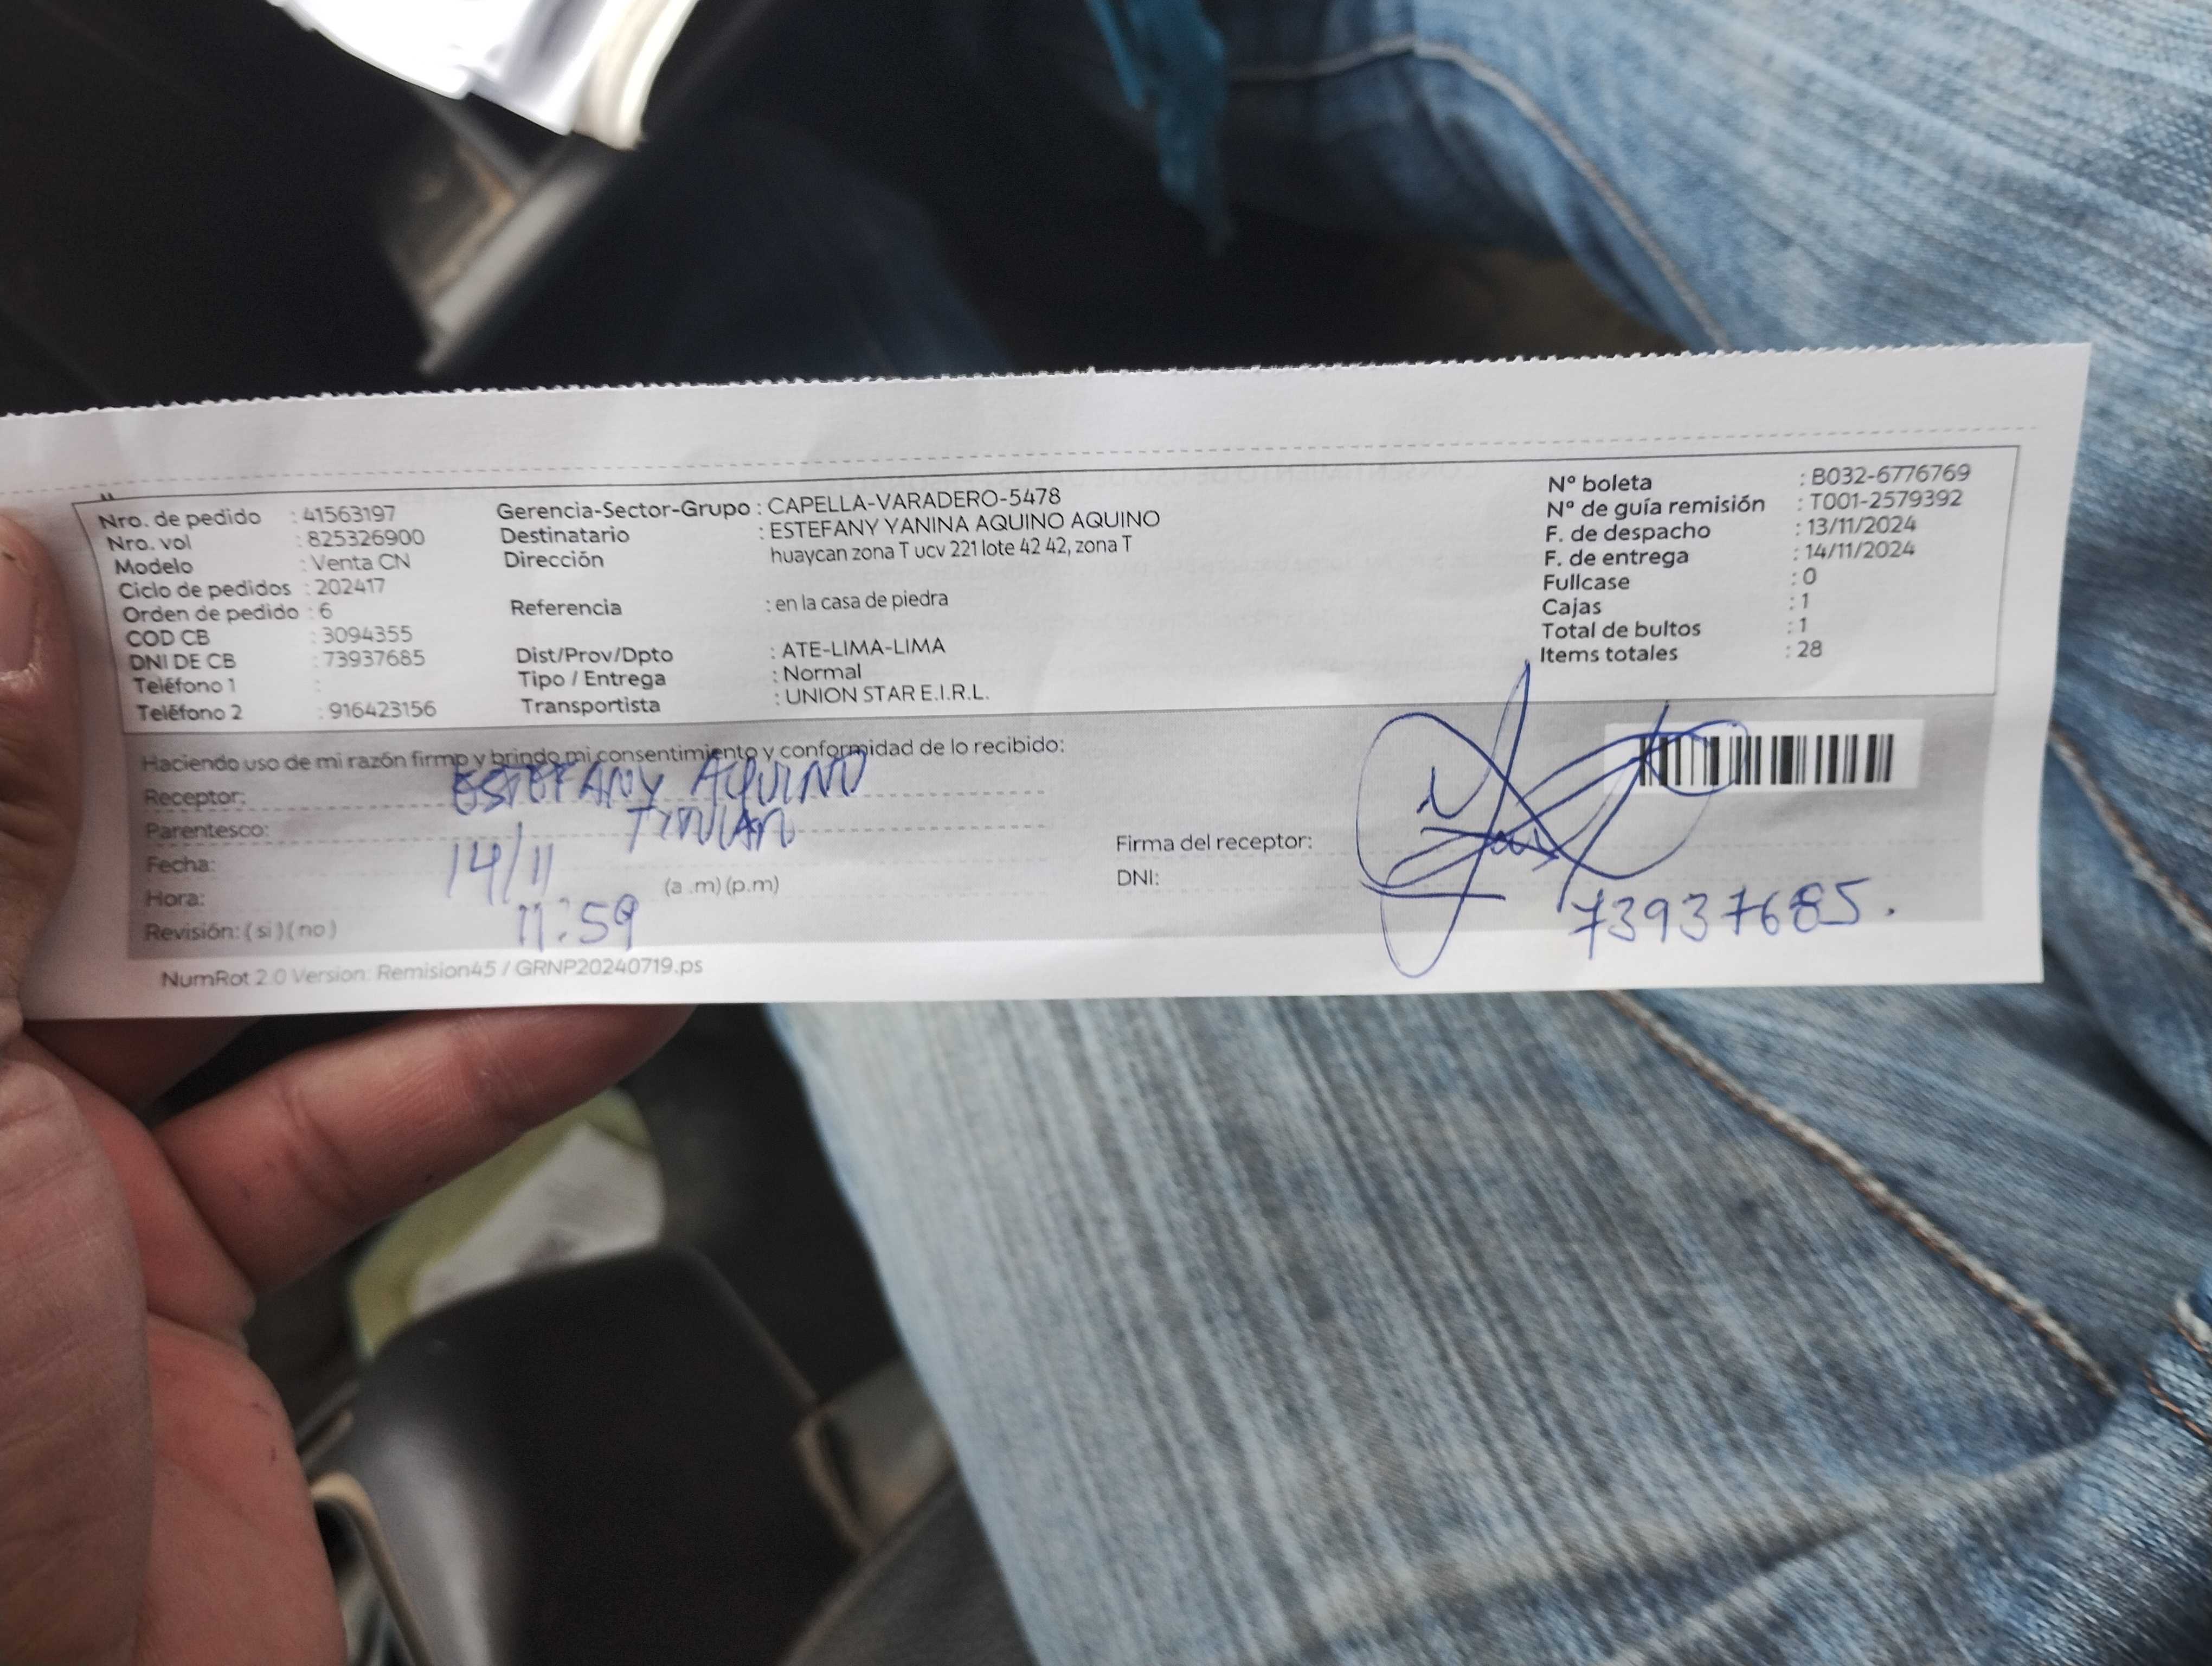 Nro. de pedido : 41563197
Nro. vol : 825326900
Modelo : Venta CN
Ciclo de pedidos : 202417
Orden de pedido : 6
COD CB : 3094355
DNI DE CB : 73937685
Teléfono 1 :
Teléfono 2 : 916423156
Gerencia-Sector-Grupo : CAPELLA-VARADERO-5478
Destinatario : ESTEFANY YANINA AQUINO AQUINO
Dirección huaycan zona T ucv 221 lote 42 42, zona T
Referencia : en la casa de piedra
Dist/Prov/Dpto : ATE-LIMA-LIMA
Tipo / Entrega : Normal
Transportista : UNION STAR E.I.R.L.
N° boleta : B032-6776769
N° de guía remisión : T001-2579392
F. de despacho : 13/11/2024
F. de entrega : 14/11/2024
Fullcase : 0
Cajas : 1
Total de bultos : 1
Items totales : 28
Haciendo uso de mi razón firmo y brindo mi consentimiento y conformidad de lo recibido:
Receptor: ESTEFANY AQUINO
Parentesco:
Fecha: 14/11
Hora: 11:59 (a .m) (p.m)
Revisión: ( si ) ( no )
Firma del receptor:
DNI: 73937685.
NumRot 2.0 Version: Remision45 / GRNP20240719.ps